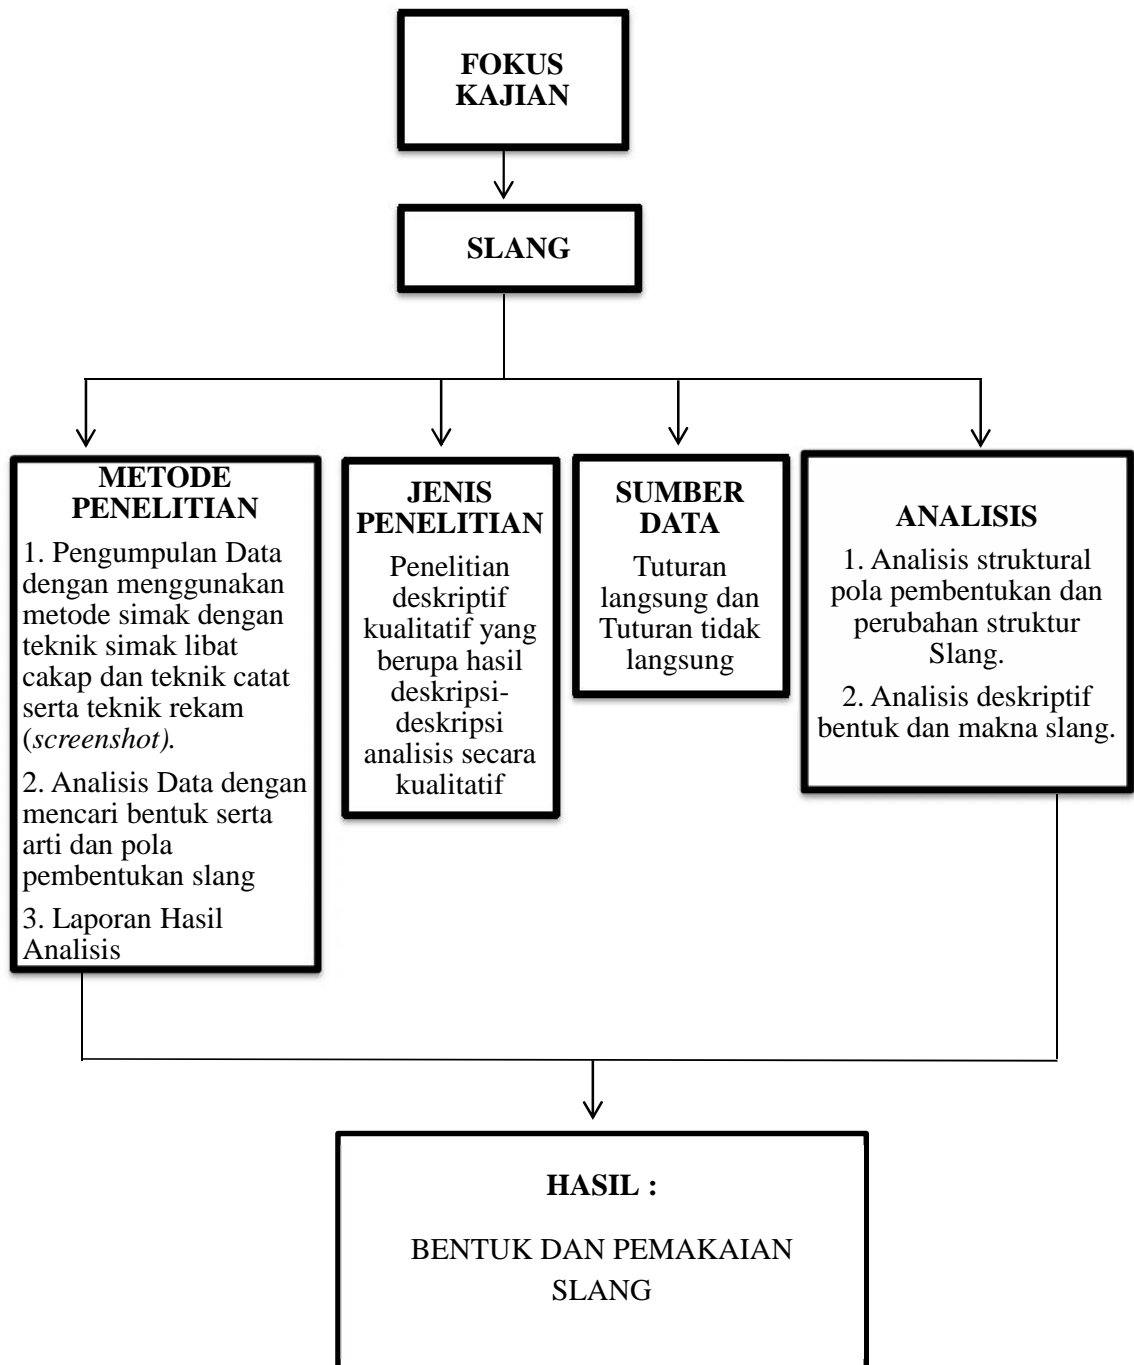 FOKUS
KAJIAN
SLANG
METODE
PENELITIAN
1. Pengumpulan Data
dengan menggunakan
metode simak dengan
teknik simak libat
cakap dan teknik catat
serta teknik rekam
(screenshot).
2. Analisis Data dengan
mencari bentuk serta
arti dan pola
pembentukan slang
3. Laporan Hasil
Analisis
JENIS
PENELITIAN
Penelitian
deskriptif
kualitatif yang
berupa hasil
deskripsi-
deskripsi
analisis secara
kualitatif
SUMBER
DATA
Tuturan
langsung dan
Tuturan tidak
langsung
ANALISIS
1. Analisis struktural
pola pembentukan dan
perubahan struktur
Slang.
2. Analisis deskriptif
bentuk dan makna slang.
HASIL :
BENTUK DAN PEMAKAIAN
SLANG